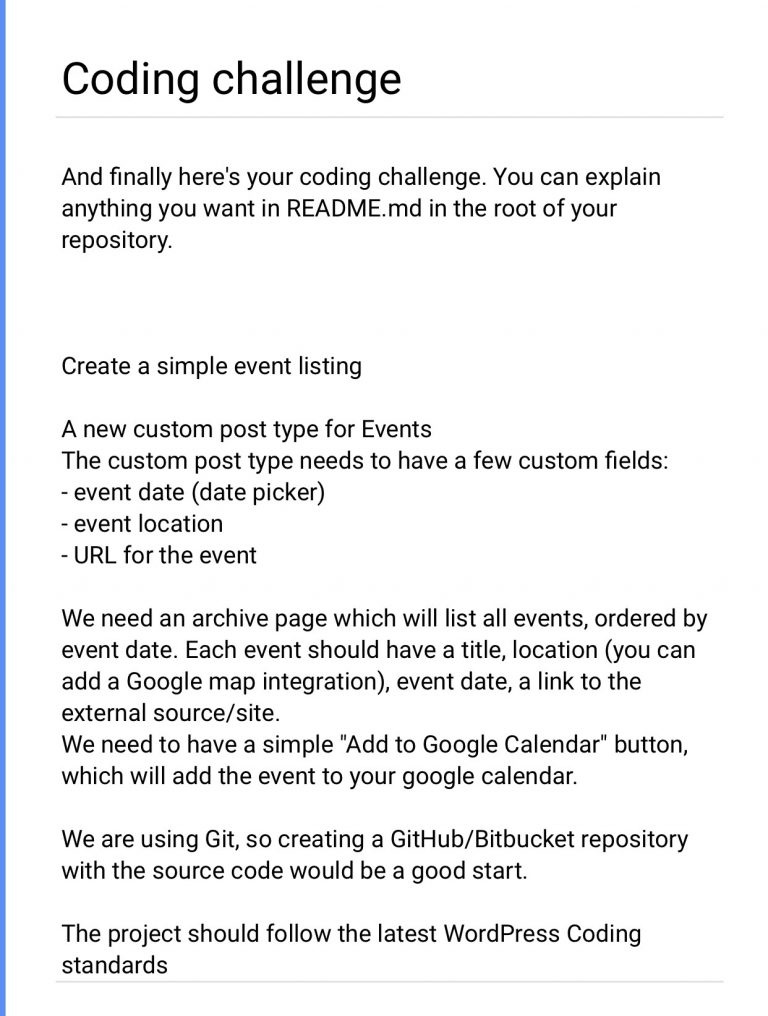 Coding challenge
And finally here's your coding challenge. You can explain
anything you want in README.md in the root of your
repository.
Create a simple event listing
A new custom post type for Events
The custom post type needs to have a few custom fields:
- event date (date picker)
- event location
- URL for the event
We need an archive page which will list all events, ordered by
event date. Each event should have a title, location (you can
add a Google map integration), event date, a link to the
external source/site.
We need to have a simple "Add to Google Calendar" button,
which will add the event to your google calendar.
We are using Git, so creating a GitHub/Bitbucket repository
with the source code would be a good start.
The project should follow the latest WordPress Coding
standards